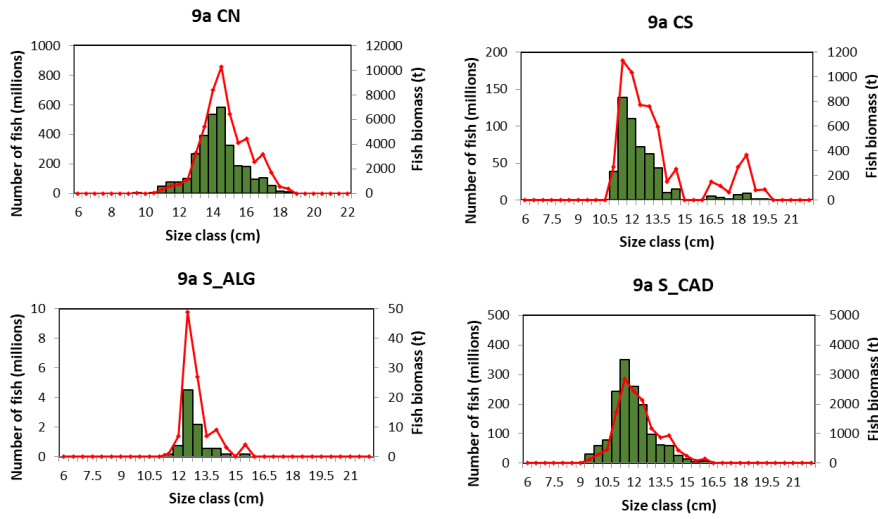 9a CN
Number of fish (millions)
1000
800
600
400
200
0
12000
10000
8000
6000
4000
2000
0
Fish biomass (t)
6 8 10 12 14 16 18 20 22
Size class (cm)
9a CS
Number of fish (millions)
200
150
100
50
0
1200
1000
800
600
400
200
0
Fish biomass (t)
6 7.5 9 10.5 12 13.5 15 16.5 18 19.5 21
Size class (cm)
9a S_ALG
Number of fish (millions)
10
8
6
4
2
0
50
40
30
20
10
0
Fish biomass (t)
6 7.5 9 10.5 12 13.5 15 16.5 18 19.5 21
Size class (cm)
9a S_CAD
Number of fish (millions)
500
400
300
200
100
0
5000
4000
3000
2000
1000
0
Fish biomass (t)
6 7.5 9 10.5 12 13.5 15 16.5 18 19.5 21
Size class (cm)